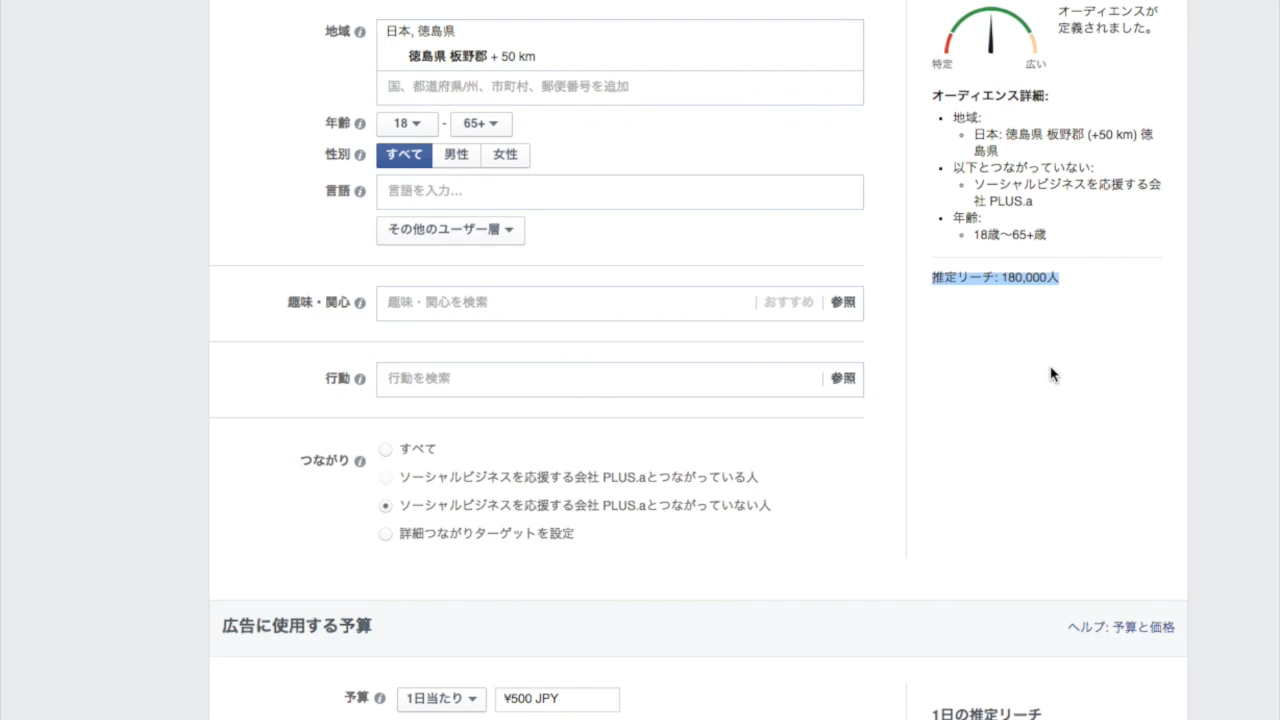 地域
日本, 徳島県
徳島県 板野郡 + 50 km
国、都道府県/州、市町村、郵便番号を追加
年齢
18 - 65+
性別
すべて 男性 女性
言語
言語を入力...
その他のユーザー層
趣味・関心
趣味・関心を検索 | おすすめ | 参照
行動
行動を検索 | 参照
つながり
すべて
ソーシャルビジネスを応援する会社 PLUS.aとつながっている人
ソーシャルビジネスを応援する会社 PLUS.aとつながっていない人
詳細つながりターゲットを設定
オーディエンスが
定義されました。
特定 広い
オーディエンス詳細:
地域:
日本: 徳島県 板野郡 (+50 km) 徳
島県
以下とつながっていない:
ソーシャルビジネスを応援する会
社 PLUS.a
年齢:
18歳〜65+歳
推定リーチ: 180,000人
広告に使用する予算
ヘルプ: 予算と価格
予算
1日当たり
¥500 JPY
1日の推定リーチ